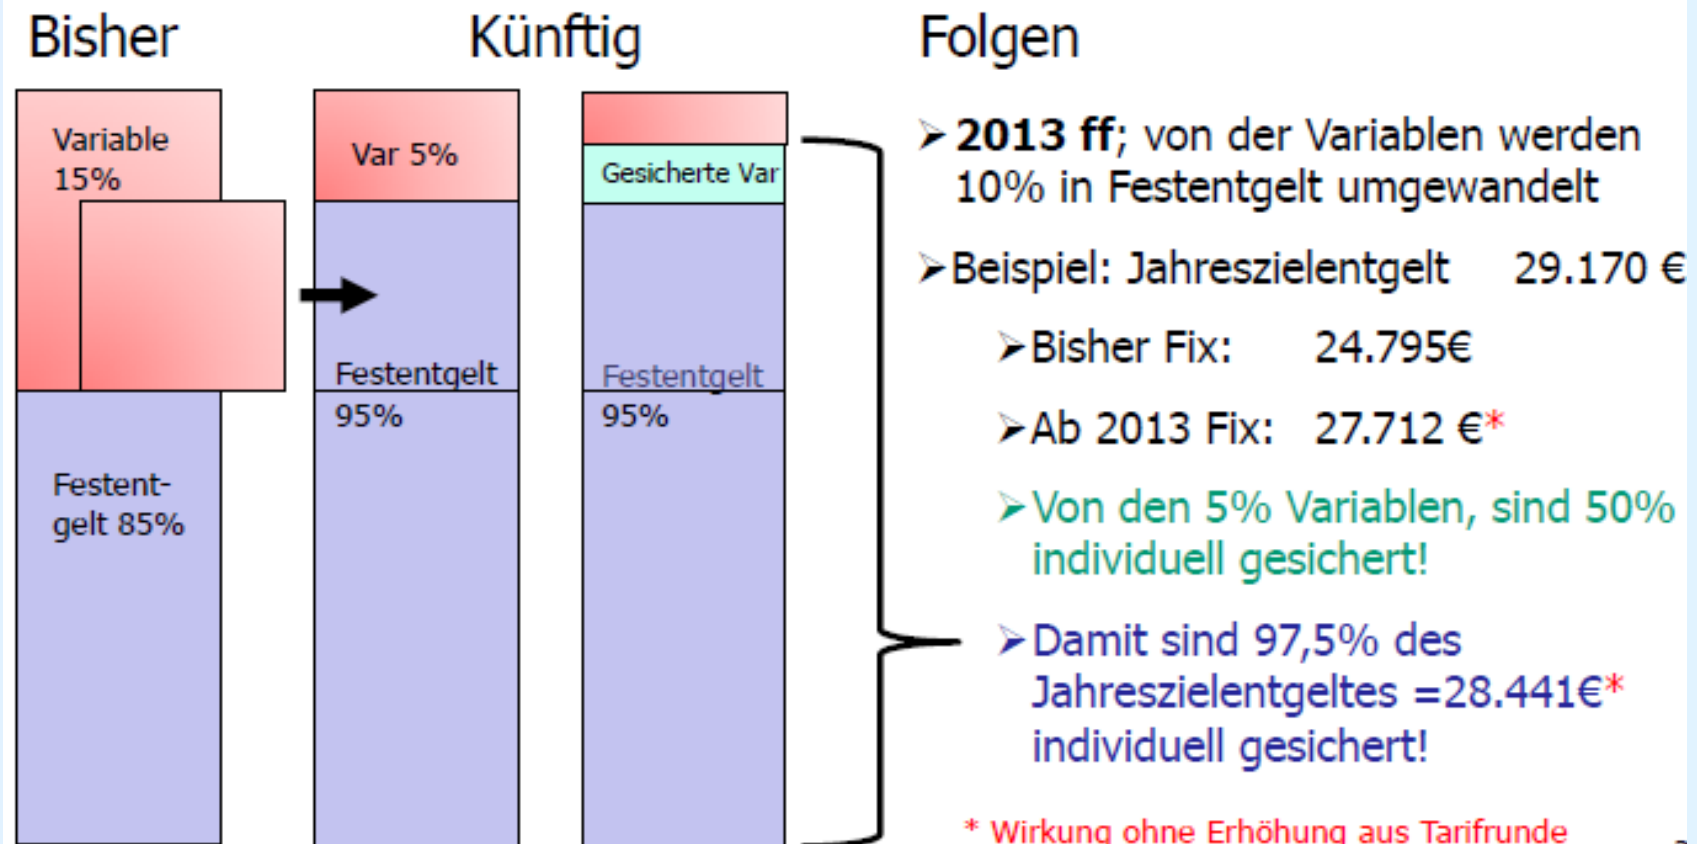 Bisher
Künftig
Folgen
Variable
15%
Festent-
gelt 85%
Var 5%
Festentgelt
95%
Gesicherte Var
Festentgelt
95%
➢ 2013 ff; von der Variablen werden
10% in Festentgelt umgewandelt
➢ Beispiel: Jahreszielentgelt 29.170 €
➢ Bisher Fix: 24.795€
➢ Ab 2013 Fix: 27.712 €*
➢ Von den 5% Variablen, sind 50%
individuell gesichert!
➢ Damit sind 97,5% des
Jahreszielentgeltes =28.441€*
individuell gesichert!
* Wirkung ohne Erhöhung aus Tarifrunde